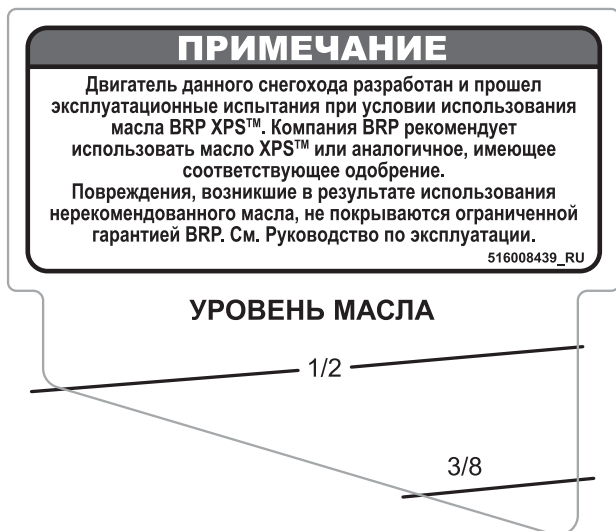 ПРИМЕЧАНИЕ
Двигатель данного снегохода разработан и прошел
эксплуатационные испытания при условии использования
масла BRP XPS™. Компания BRP рекомендует
использовать масло XPS™ или аналогичное, имеющее
соответствующее одобрение.
Повреждения, возникшие в результате использования
нерекомендованного масла, не покрываются ограниченной
гарантией BRP. См. Руководство по эксплуатации.
516008439_RU
УРОВЕНЬ МАСЛА
1/2
3/8